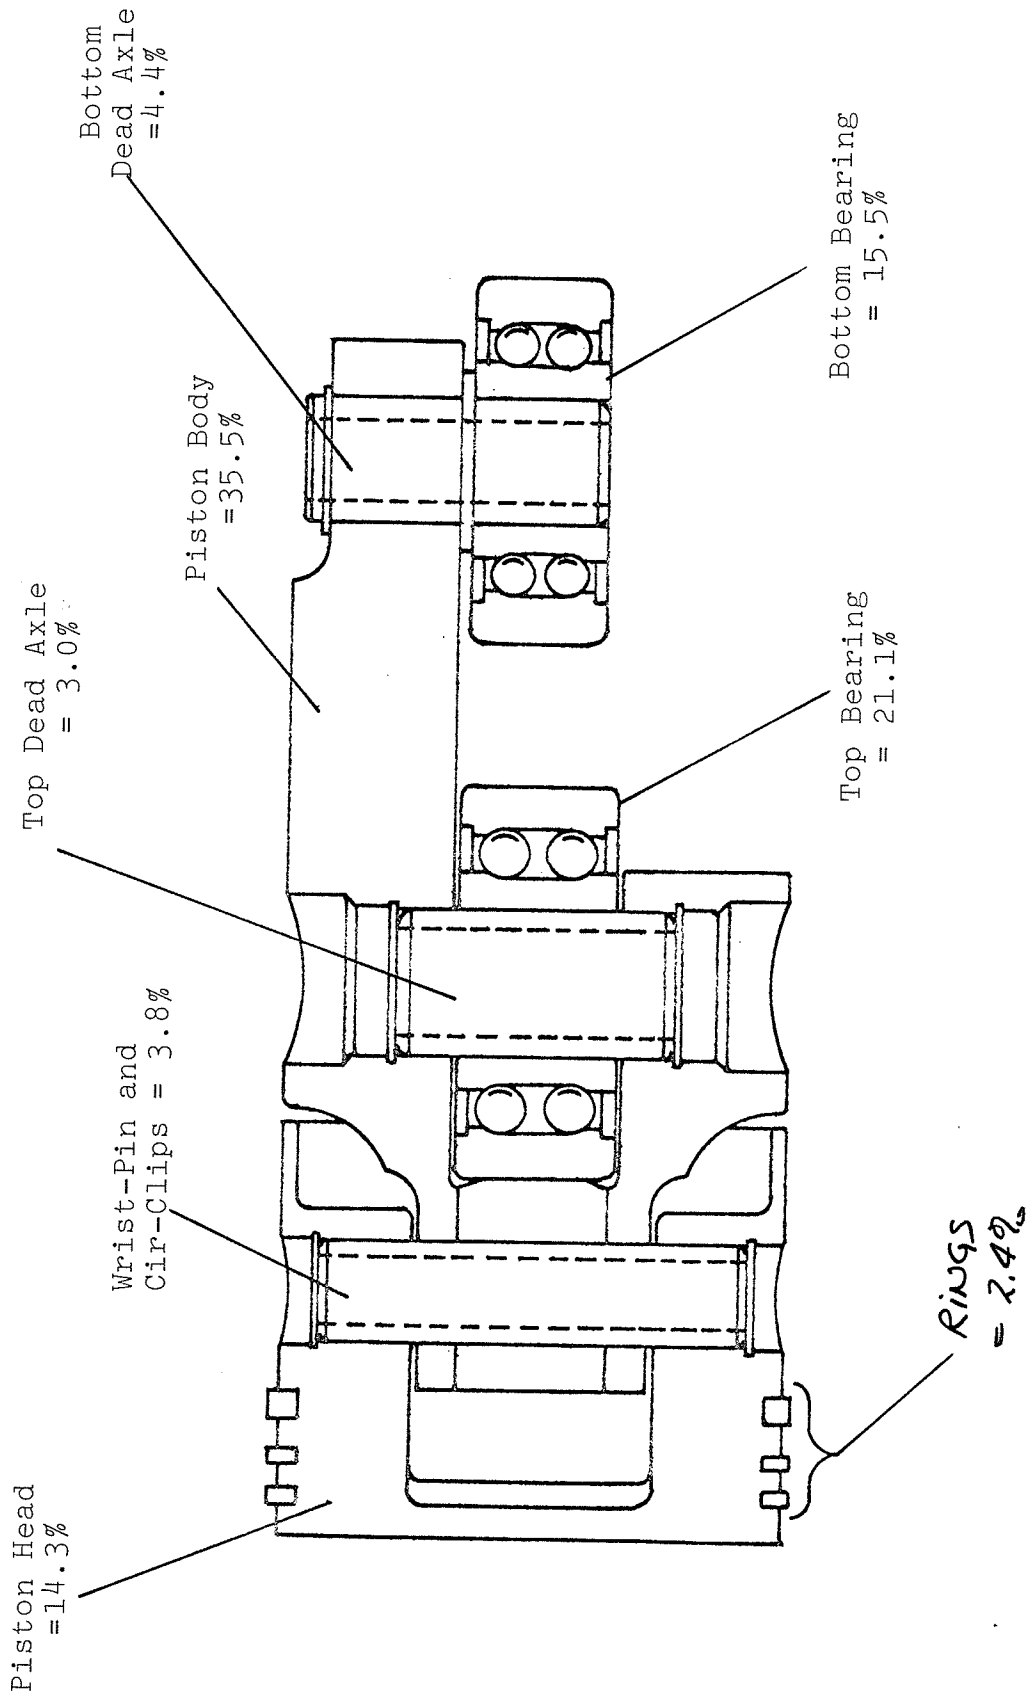 Piston Head
=14.3%
Wrist-Pin and
Cir-Clips = 3.8%
Top Dead Axle
= 3.0%
Piston Body
=35.5%
Bottom
Dead Axle
=4.4%
RINGS
= 2.4%
Top Bearing
= 21.1%
Bottom Bearing
= 15.5%